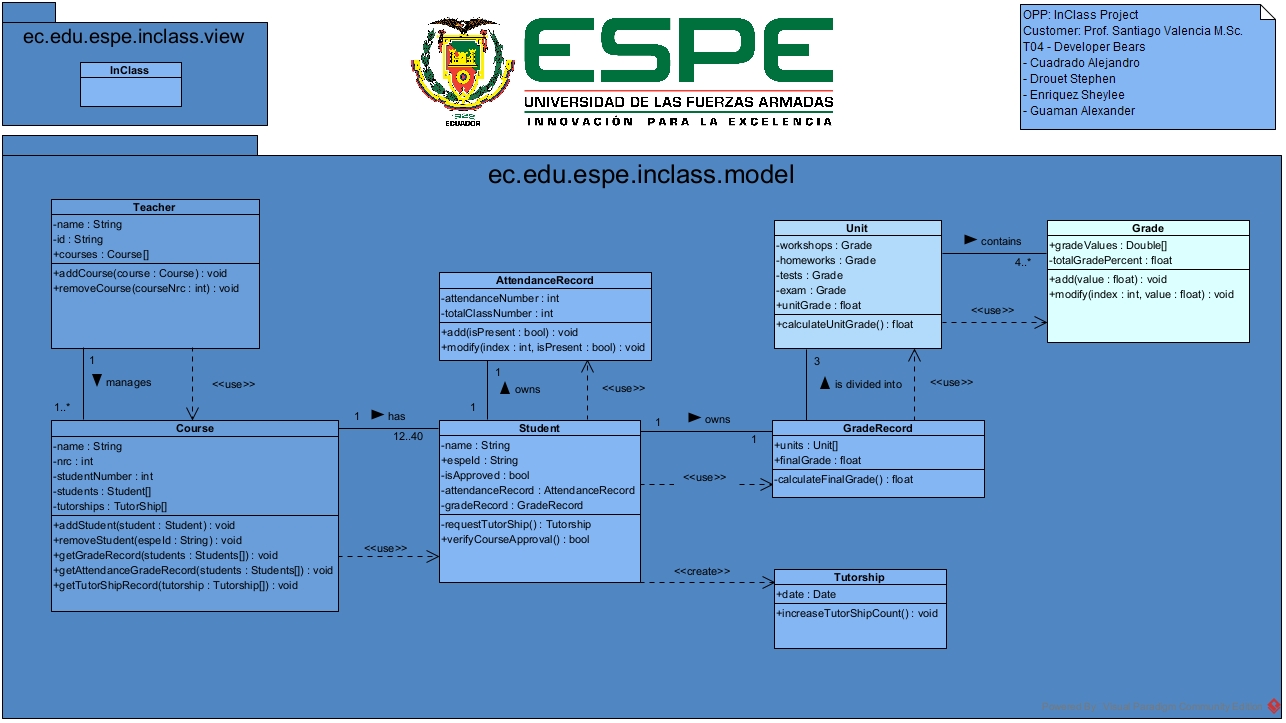 ec.edu.espe.inclass.view
InClass
ESPE
UNIVERSIDAD DE LAS FUERZAS ARMADAS
INNOVACIÓN PARA LA EXCELENCIA
1922
ECUADOR
OPP: InClass Project
Customer: Prof. Santiago Valencia M.Sc.
T04 - Developer Bears
- Cuadrado Alejandro
- Drouet Stephen
- Enriquez Sheylee
- Guaman Alexander
ec.edu.espe.inclass.model
Teacher
-name : String
-id : String
+courses : Course[]
+addCourse(course : Course) : void
+removeCourse(courseNrc : int) : void
1
manages
1..*
<<use>>
Course
-name : String
-nrc : int
-studentNumber : int
-students : Student[]
-tutorships : TutorShip[]
+addStudent(student : Student) : void
+removeStudent(espeId : String) : void
+getGradeRecord(students : Students[]) : void
+getAttendanceGradeRecord(students : Students[]) : void
+getTutorShipRecord(tutorship : Tutorship[]) : void
1
has
12..40
<<use>>
AttendanceRecord
-attendanceNumber : int
-totalClassNumber : int
+add(isPresent : bool) : void
+modify(index : int, isPresent : bool) : void
1
owns
1
<<use>>
Student
-name : String
+espeId : String
-isApproved : bool
-attendanceRecord : AttendanceRecord
-gradeRecord : GradeRecord
-requestTutorShip() : Tutorship
+verifyCourseApproval() : bool
1
owns
1
<<use>>
<<create>>
Unit
-workshops : Grade
-homeworks : Grade
-tests : Grade
-exam : Grade
+unitGrade : float
+calculateUnitGrade() : float
contains
4..*
<<use>>
Grade
+gradeValues : Double[]
-totalGradePercent : float
+add(value : float) : void
+modify(index : int, value : float) : void
3
is divided into
<<use>>
GradeRecord
+units : Unit[]
+finalGrade : float
-calculateFinalGrade() : float
Tutorship
+date : Date
+increaseTutorShipCount() : void